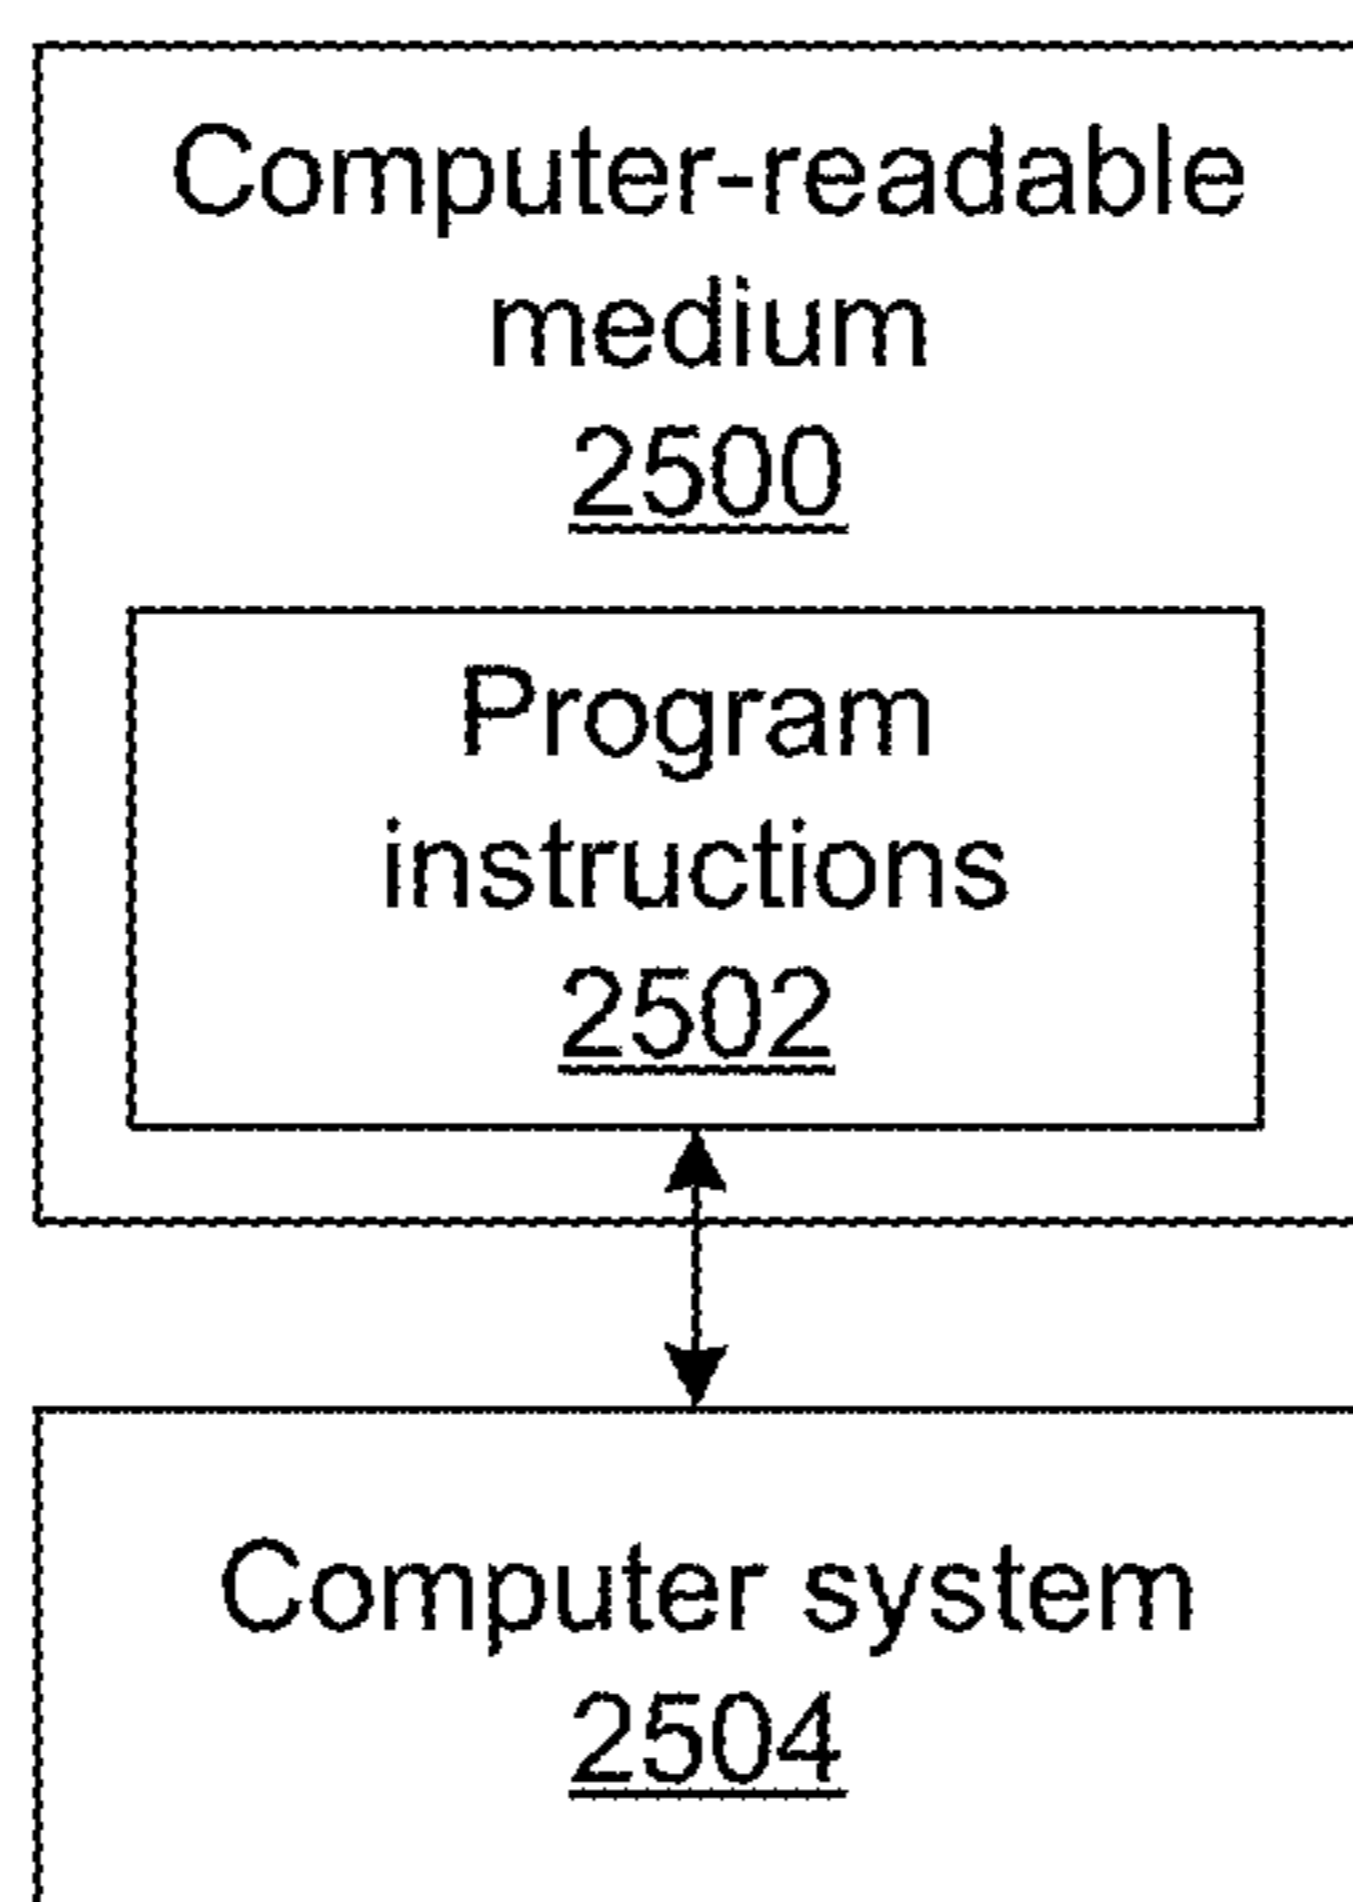 Computer-readable
medium
2500
Program
instructions
2502
Computer system
2504